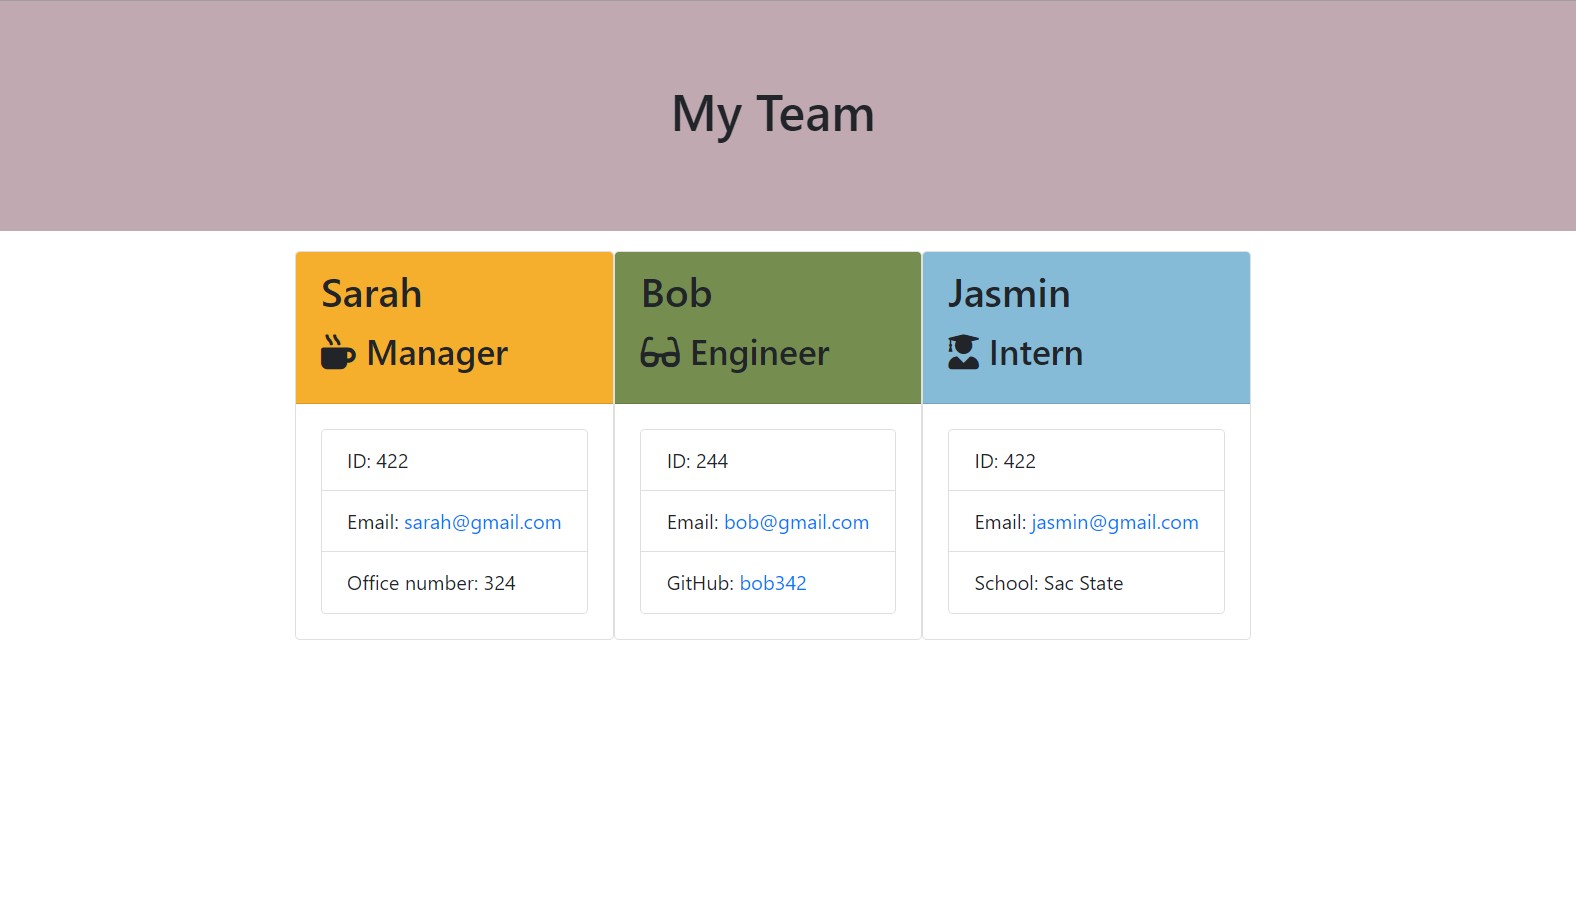 My Team
Sarah
Manager
ID: 422
Email: sarah@gmail.com
Office number: 324
Bob
Engineer
ID: 244
Email: bob@gmail.com
GitHub: bob342
Jasmin
Intern
ID: 422
Email: jasmin@gmail.com
School: Sac State